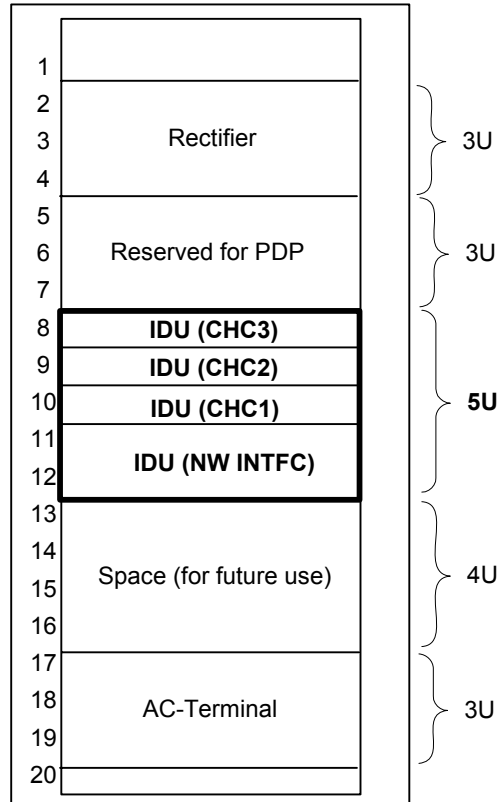 1
2
3 Rectifier 3U
4
5
6 Reserved for PDP 3U
7
8 IDU (CHC3)
9 IDU (CHC2)
10 IDU (CHC1) 5U
11
12 IDU (NW INTFC)
13
14
15 Space (for future use) 4U
16
17
18 AC-Terminal 3U
19
20